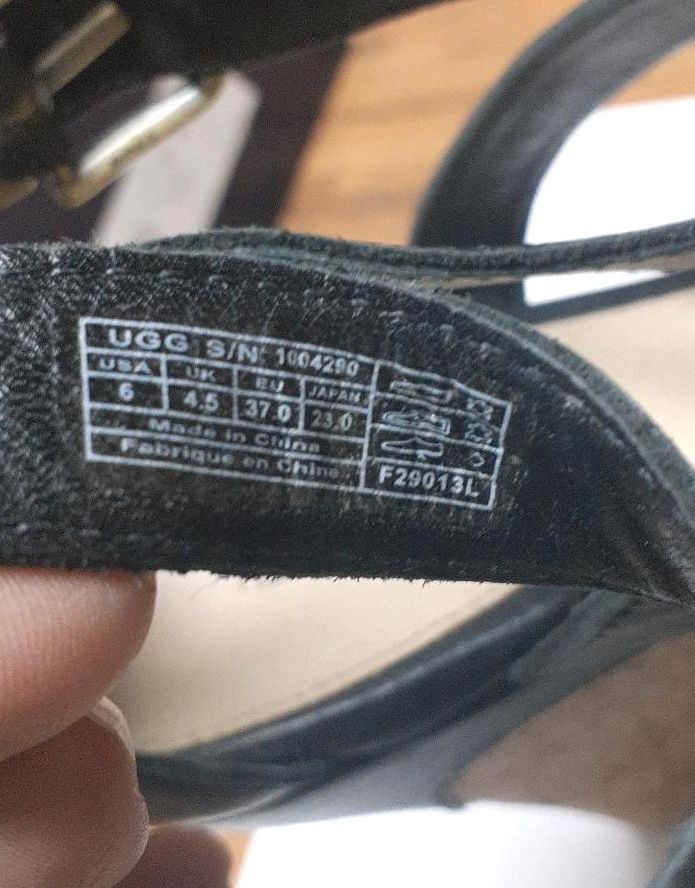 UGG S/N: 1004290
USA UK EU JAPAN
6 4.5 37.0 23.0
Made in China
Fabriqué en Chine
F29013L